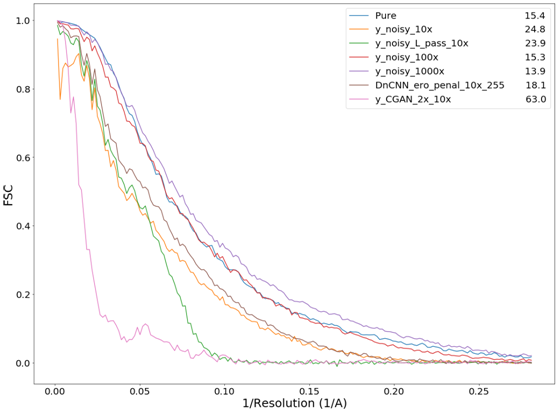 Pure 15.4
y_noisy_10x 24.8
y_noisy_L_pass_10x 23.9
y_noisy_100x 15.3
y_noisy_1000x 13.9
DnCNN_ero_penal_10x_255 18.1
y_CGAN_2x_10x 63.0
1.0
0.8
0.6
0.4
0.2
0.0
FSC
0.00 0.05 0.10 0.15 0.20 0.25
1/Resolution (1/A)